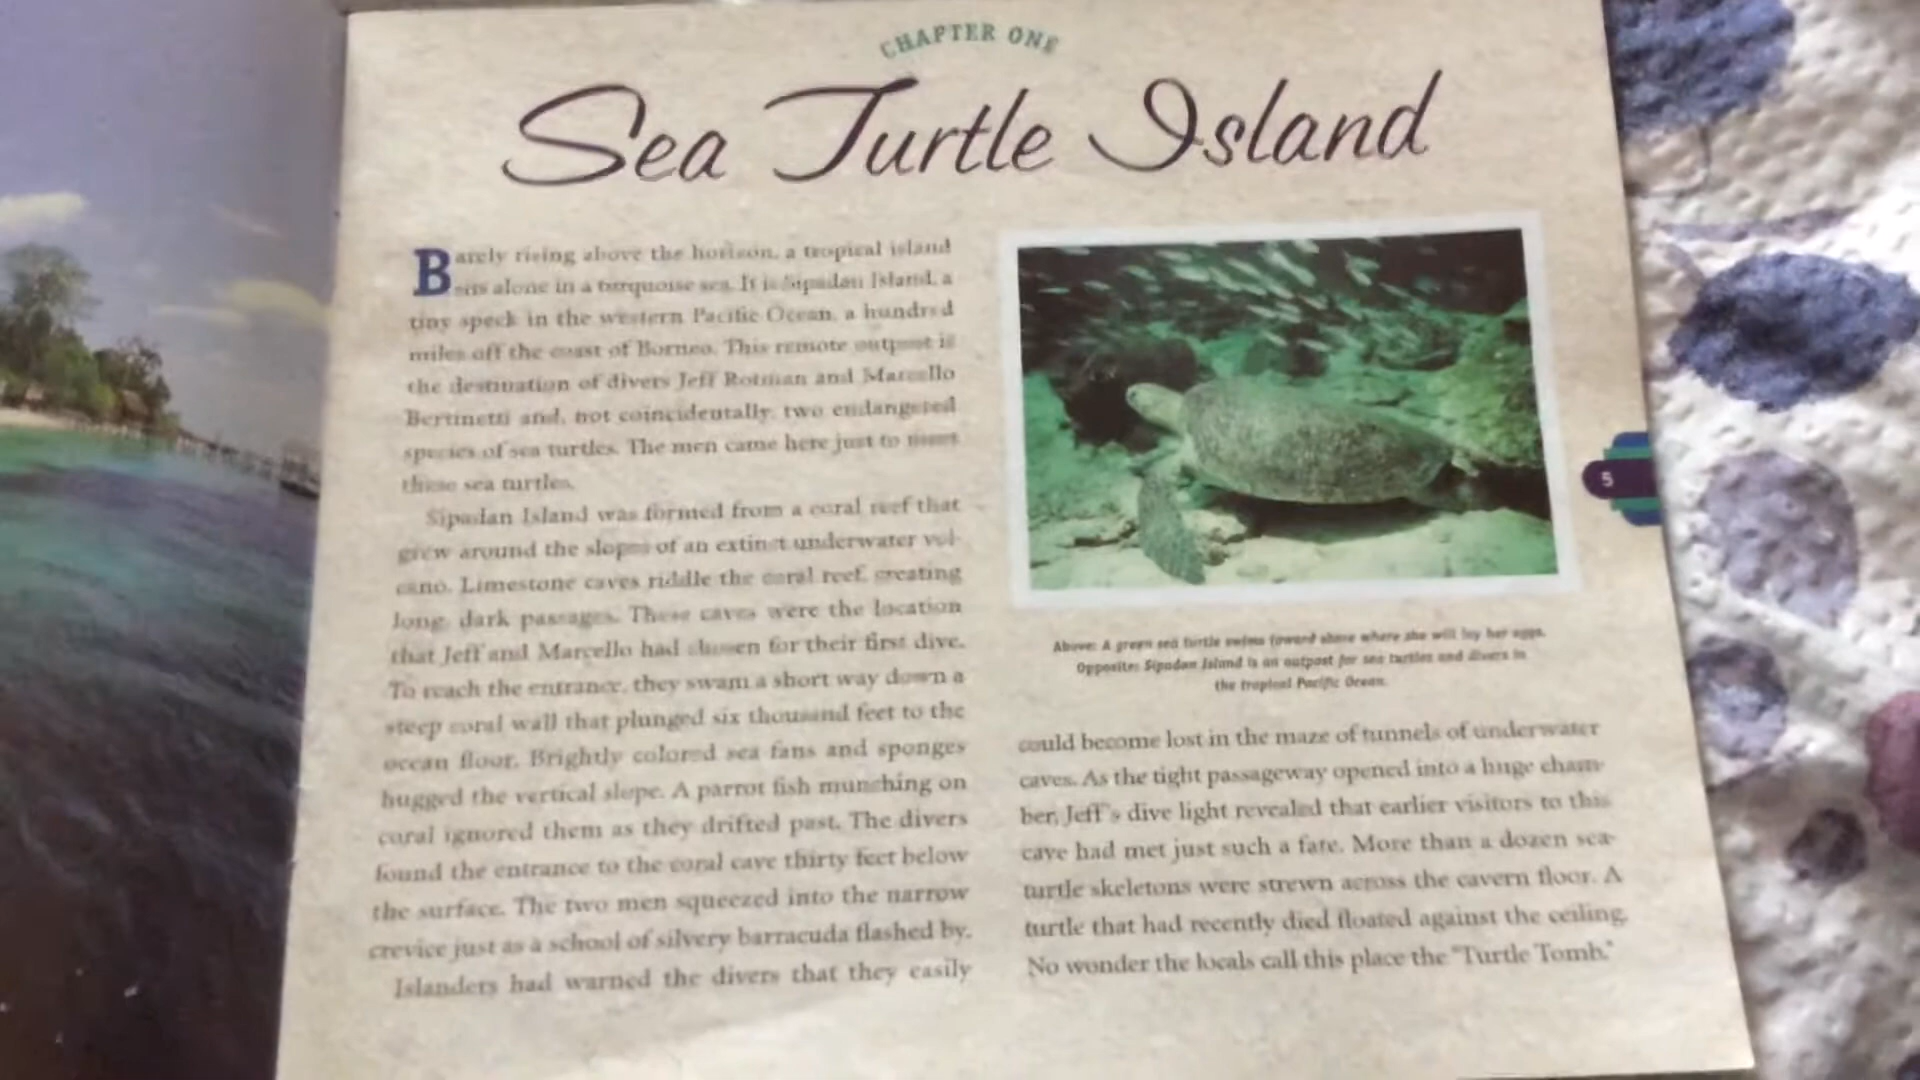 CHAPTER ONE
Sea Turtle Island
Barely rising above the horizon, a tropical island
sits alone in a turquoise sea. It is Sipadan Island, a
tiny speck in the western Pacific Ocean, a hundred
miles off the coast of Borneo. This remote outpost is
the destination of divers Jeff Rotman and Marcello
Bertinetti and, not coincidentally, two endangered
species of sea turtles. The men came here just to meet
these sea turtles.
Sipadan Island was formed from a coral reef that
grew around the slopes of an extinct underwater vol-
cano. Limestone caves riddle the coral reef, creating
long, dark passages. These caves were the location
that Jeff and Marcello had chosen for their first dive.
To reach the entrance, they swam a short way down a
steep coral wall that plunged six thousand feet to the
ocean floor. Brightly colored sea fans and sponges
hugged the vertical slope. A parrot fish munching on
coral ignored them as they drifted past. The divers
found the entrance to the coral cave thirty feet below
the surface. The two men squeezed into the narrow
crevice just as a school of silvery barracuda flashed by.
Islanders had warned the divers that they easily
Above: A green sea turtle swims toward shore where she will lay her eggs.
Opposite: Sipadan Island is an outpost for sea turtles and divers in
the tropical Pacific Ocean.
could become lost in the maze of tunnels of underwater
caves. As the tight passageway opened into a huge cham-
ber, Jeff's dive light revealed that earlier visitors to this
cave had met just such a fate. More than a dozen sea-
turtle skeletons were strewn across the cavern floor. A
turtle that had recently died floated against the ceiling.
No wonder the locals call this place the "Turtle Tomb."
5